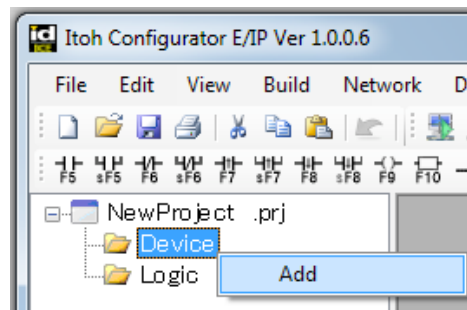 id Itoh Configurator E/IP Ver 1.0.0.6
File Edit View Build Network D
F5 sF5 F6 sF6 F7 sF7 F8 sF8 F9 F10
NewProject .prj
Device
Logic Add